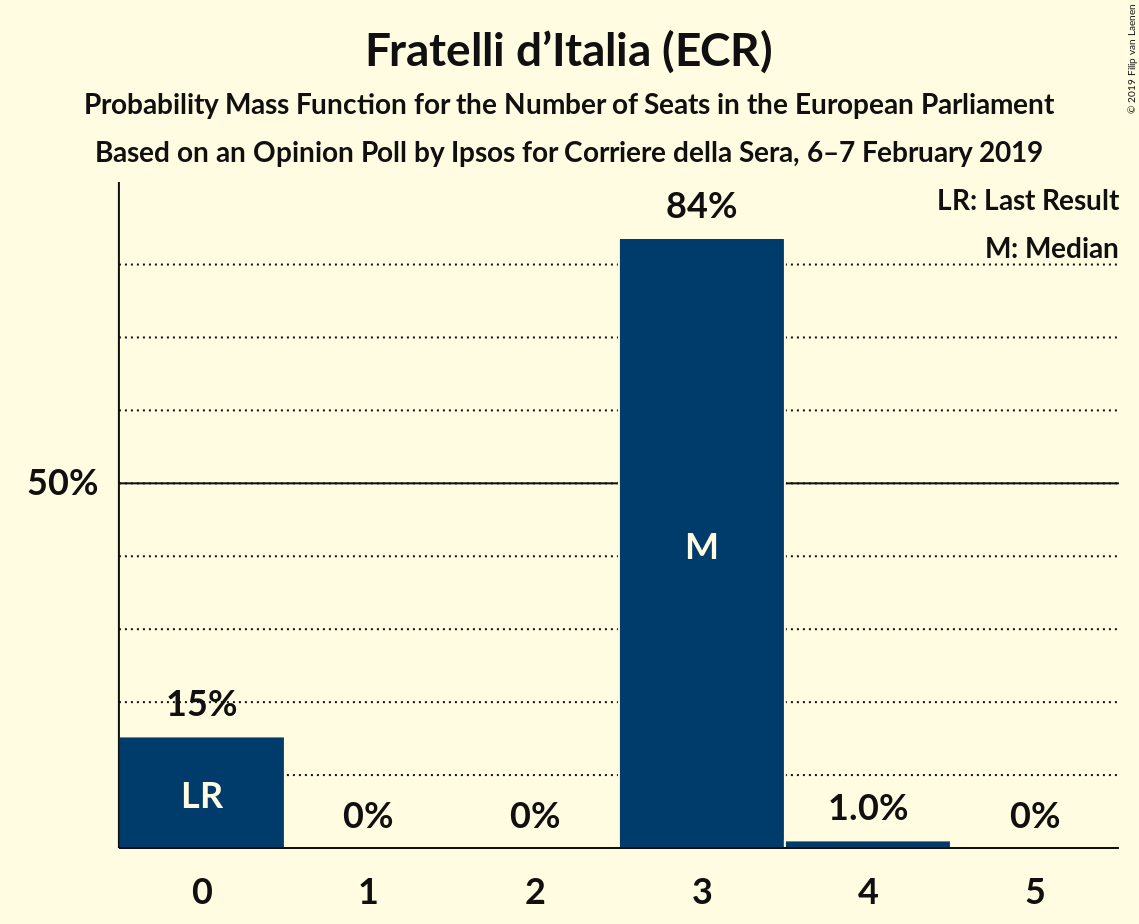 Fratelli d’Italia (ECR)
Probability Mass Function for the Number of Seats in the European Parliament
Based on an Opinion Poll by Ipsos for Corriere della Sera, 6–7 February 2019
© 2019 Filip van Laenen
LR: Last Result
M: Median
84%
50%
M
15%
LR
0%
0%
1.0%
0%
0 1 2 3 4 5